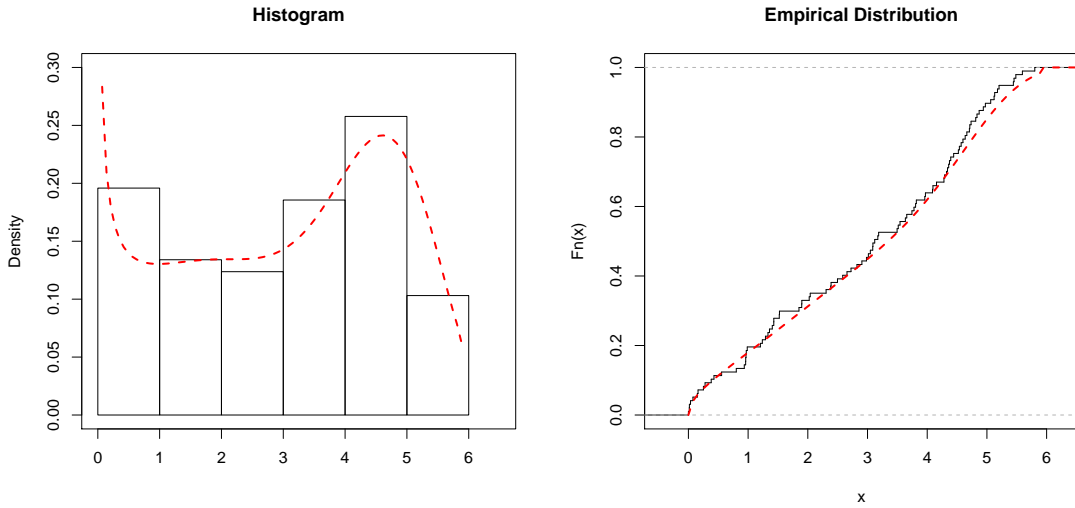 Histogram
Density
0.00 0.05 0.10 0.15 0.20 0.25 0.30
0 1 2 3 4 5 6
Empirical Distribution
Fn(x)
0.0 0.2 0.4 0.6 0.8 1.0
0 1 2 3 4 5 6
x